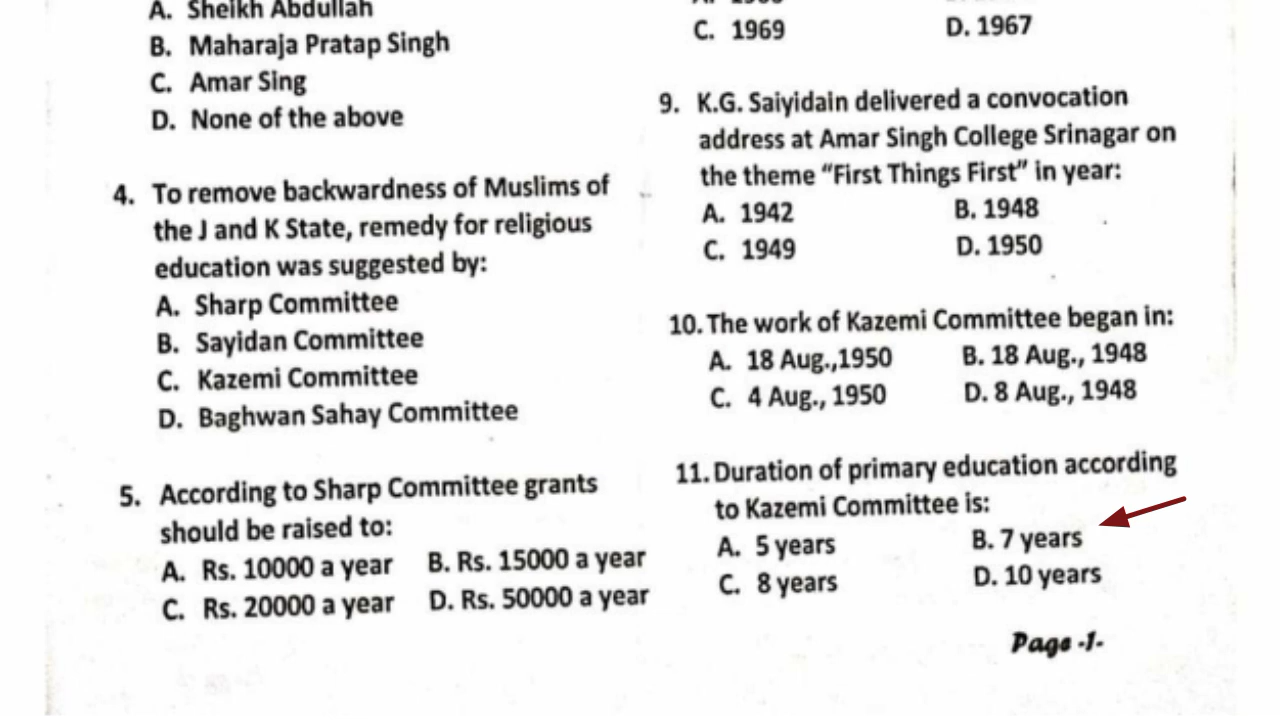 A. Sheikh Abdullah
B. Maharaja Pratap Singh
C. Amar Sing
D. None of the above
4. To remove backwardness of Muslims of
the J and K State, remedy for religious
education was suggested by:
A. Sharp Committee
B. Sayidan Committee
C. Kazemi Committee
D. Baghwan Sahay Committee
5. According to Sharp Committee grants
should be raised to:
A. Rs. 10000 a year B. Rs. 15000 a year
C. Rs. 20000 a year D. Rs. 50000 a year
C. 1969 D. 1967
9. K.G. Saiyidain delivered a convocation
address at Amar Singh College Srinagar on
the theme “First Things First” in year:
A. 1942 B. 1948
C. 1949 D. 1950
10. The work of Kazemi Committee began in:
A. 18 Aug.,1950 B. 18 Aug., 1948
C. 4 Aug., 1950 D. 8 Aug., 1948
11. Duration of primary education according
to Kazemi Committee is:
A. 5 years B. 7 years
C. 8 years D. 10 years
Page -1-